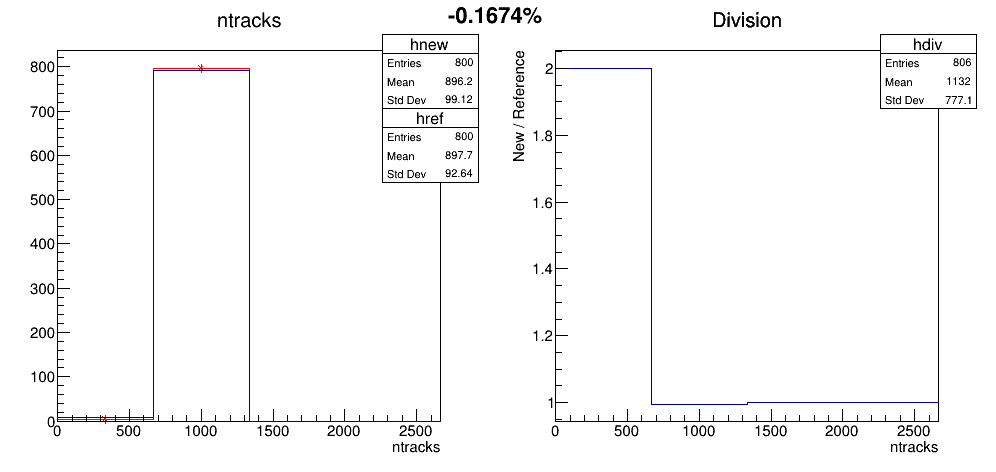 -0.1674%
ntracks
hnew
Entries 800
Mean 896.2
Std Dev 99.12
href
Entries 800
Mean 897.7
Std Dev 92.64
800
700
600
500
400
300
200
100
0
0 500 1000 1500 2000 2500
ntracks
Division
hdiv
Entries 806
Mean 1132
Std Dev 777.1
New / Reference
2
1.8
1.6
1.4
1.2
1
0 500 1000 1500 2000 2500
ntracks